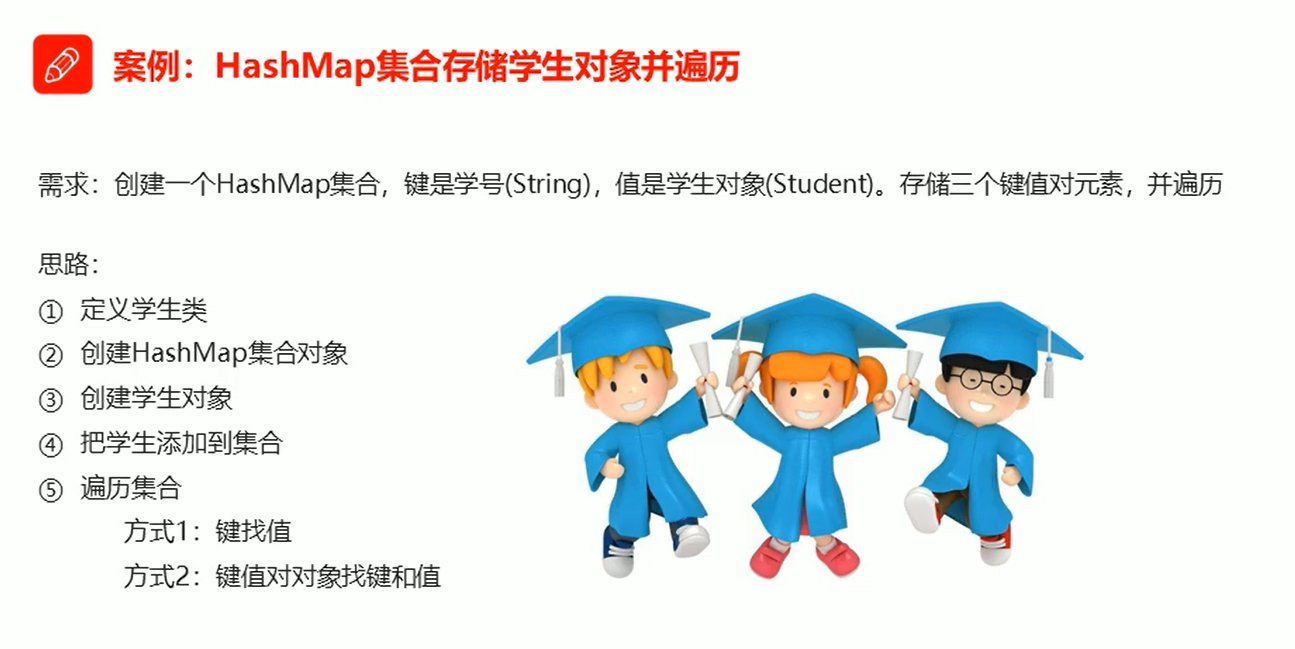 案例：HashMap集合存储学生对象并遍历
需求：创建一个HashMap集合，键是学号(String)，值是学生对象(Student)。存储三个键值对元素，并遍历
思路：
① 定义学生类
② 创建HashMap集合对象
③ 创建学生对象
④ 把学生添加到集合
⑤ 遍历集合
方式1：键找值
方式2：键值对对象找键和值